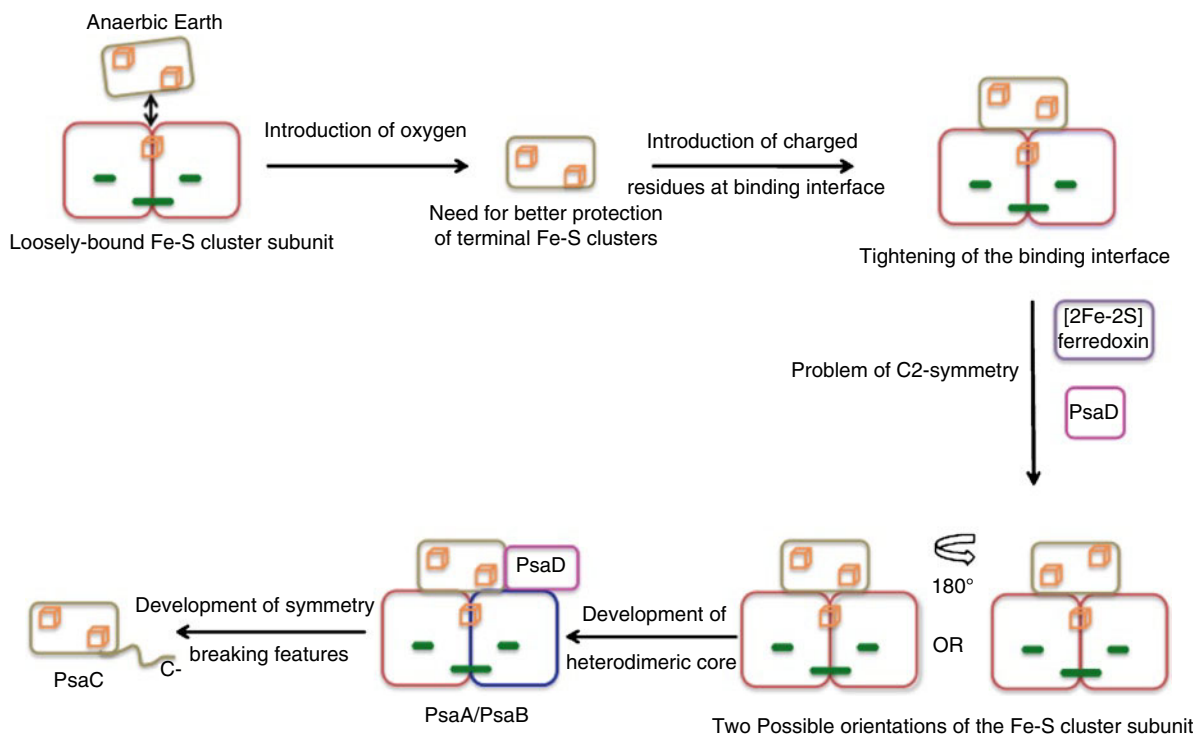 Anaerbic Earth
Loosely-bound Fe-S cluster subunit
Introduction of oxygen
Need for better protection
of terminal Fe-S clusters
Introduction of charged
residues at binding interface
Tightening of the binding interface
[2Fe-2S]
ferredoxin
Problem of C2-symmetry
PsaD
180°
OR
Two Possible orientations of the Fe-S cluster subunit
Development of
heterodimeric core
PsaD
PsaA/PsaB
Development of symmetry
breaking features
C-
PsaC